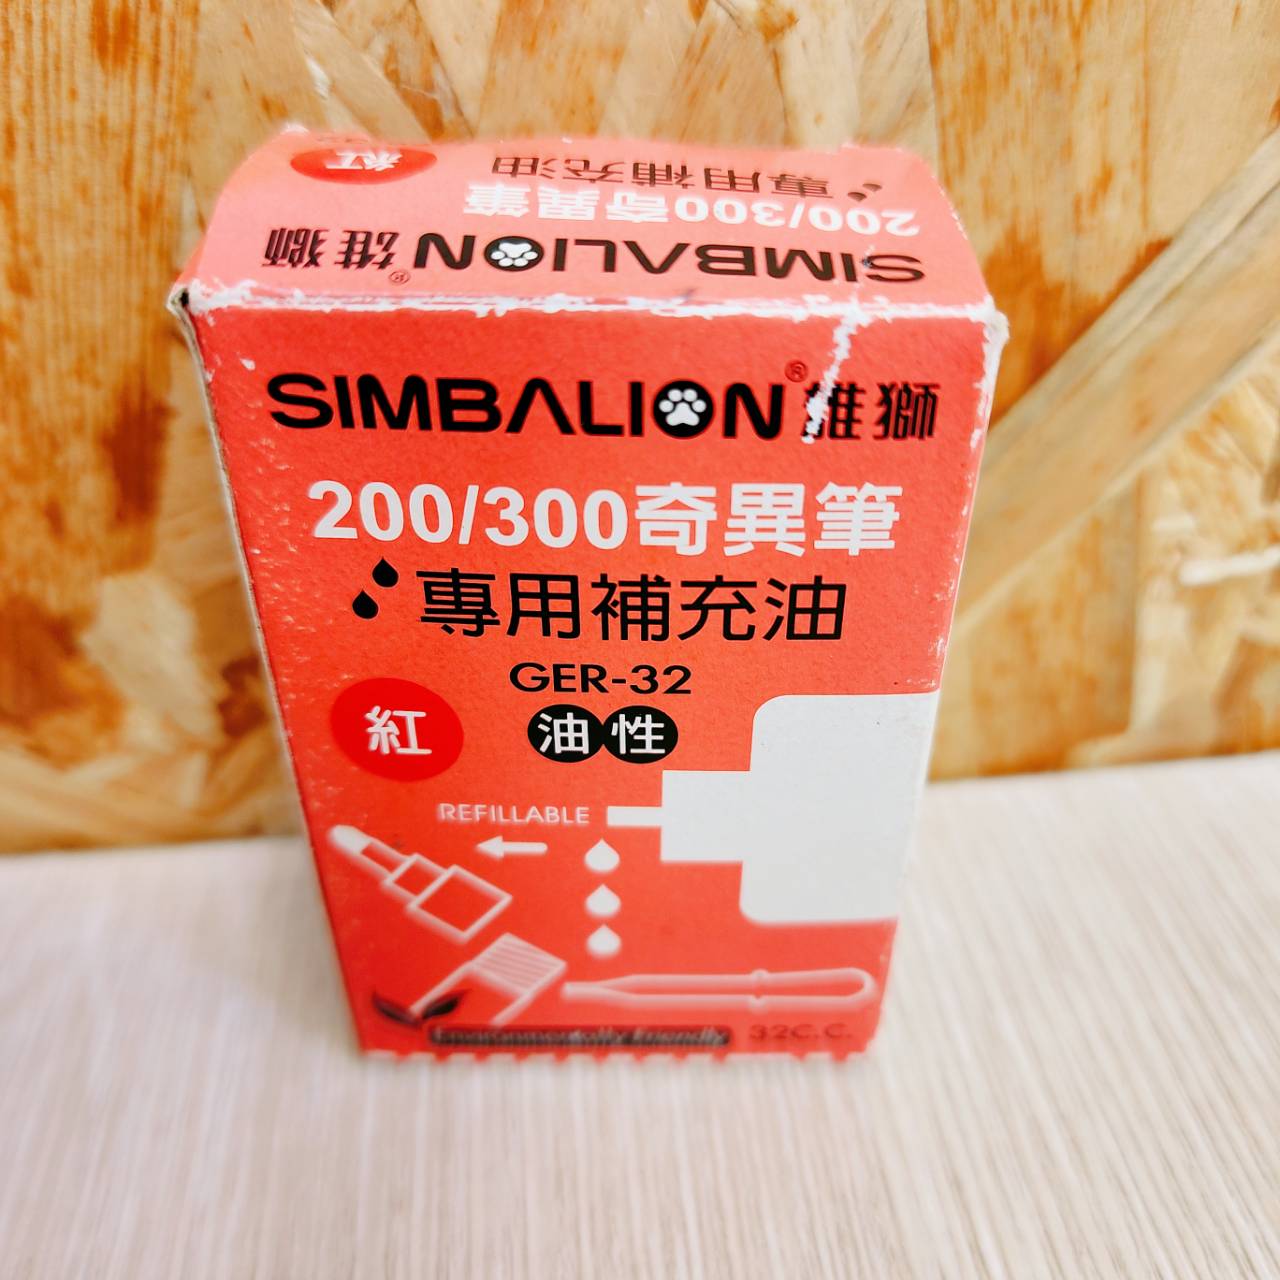 紅
專用補充油
200/300奇異筆
SIMBALION® 雄獅
SIMBALION® 雄獅
200/300奇異筆
專用補充油
GER-32
紅
油性
REFILLABLE
Environmentally Friendly
32C.C.